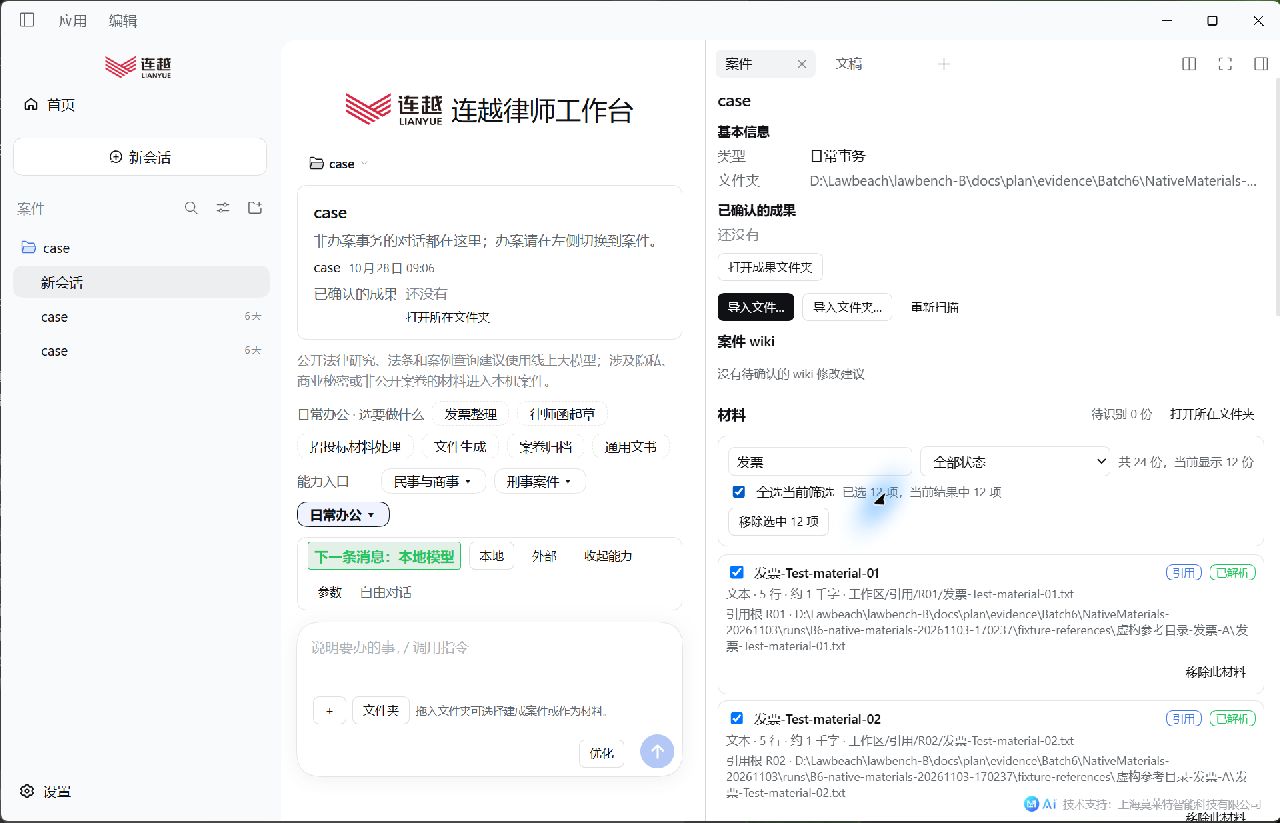 应用 编辑
连越
LIANYUE
首页
新会话
案件
case
新会话
case 6天
case 6天
设置
连越
LIANYUE
连越律师工作台
case
case
非办案事务的对话都在这里；办案请在左侧切换到案件。
case 10月28日 09:06
已确认的成果 还没有
打开所在文件夹
公开法律研究、法条和案例查询建议使用线上大模型；涉及隐私、
商业秘密或非公开案卷的材料进入本机案件。
日常办公 · 选要做什么 发票整理 律师函起草
招投标材料处理 文件生成 案卷归档 通用文书
能力入口 民事与商事 刑事案件
日常办公
下一条消息：本地模型 本地 外部 收起能力
参数 自由对话
说明要办的事，/ 调用指令
+ 文件夹 拖入文件夹可选择建成案件或作为材料。
优化
案件 文稿
case
基本信息
类型 日常事务
文件夹 D:\Lawbeach\lawbench-B\docs\plan\evidence\Batch6\NativeMaterials-...
已确认的成果
还没有
打开成果文件夹
导入文件... 导入文件夹... 重新扫描
案件 wiki
没有待确认的 wiki 修改建议
材料 待识别 0 份 打开所在文件夹
发票 全部状态 共 24 份，当前显示 12 份
全选当前筛选 已选 12 项，当前结果中 12 项
移除选中 12 项
发票-Test-material-01 引用 已解析
文本 · 5 行 · 约 1 千字 · 工作区/引用/R01/发票-Test-material-01.txt
引用根 R01 · D:\Lawbeach\lawbench-B\docs\plan\evidence\Batch6\NativeMaterials-
20261103\runs\B6-native-materials-20261103-170237\fixture-references\虚构参考目录-发票-A\发
票-Test-material-01.txt
移除此材料
发票-Test-material-02 引用 已解析
文本 · 5 行 · 约 1 千字 · 工作区/引用/R02/发票-Test-material-02.txt
引用根 R02 · D:\Lawbeach\lawbench-B\docs\plan\evidence\Batch6\NativeMaterials-
20261103\runs\B6-native-materials-20261103-170237\fixture-references\虚构参考目录-发票-A\发
票-Test-material-02.txt
AI 技术支持：上海莫莱特智能科技有限公司
移除此材料